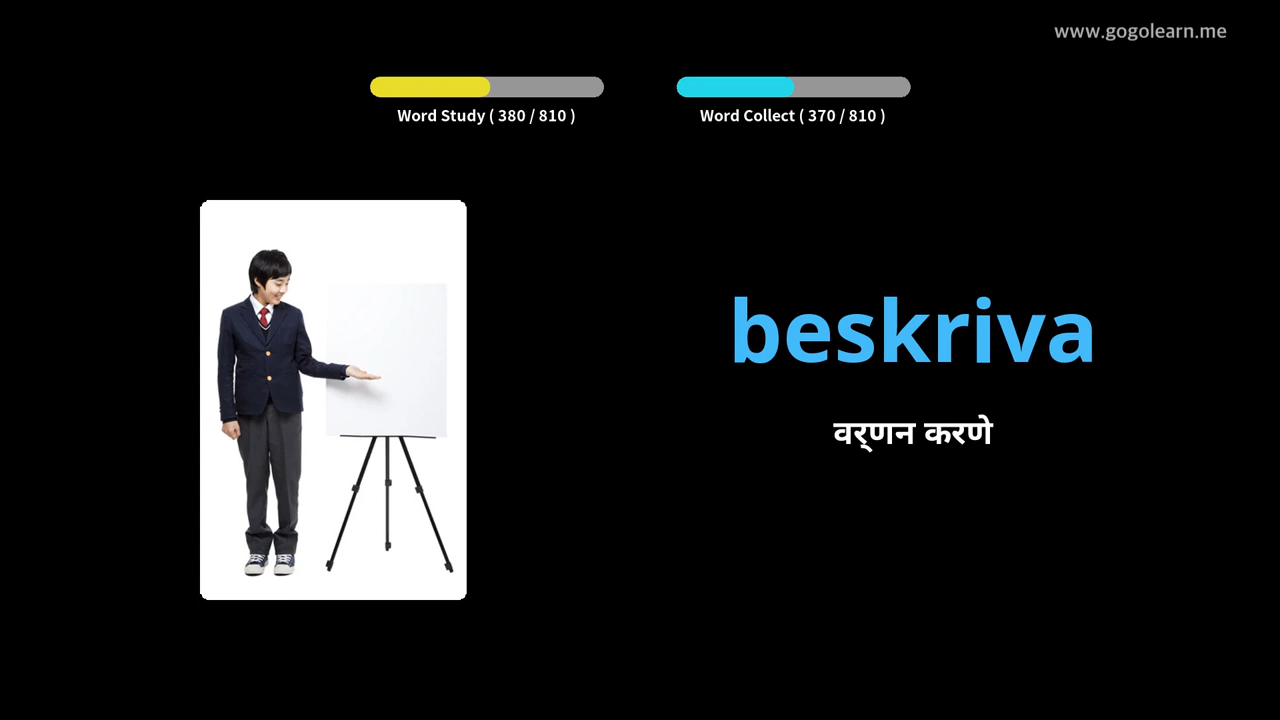 www.gogolearn.me
Word Study ( 380 / 810 )
Word Collect ( 370 / 810 )
beskriva
वर्णन करणे